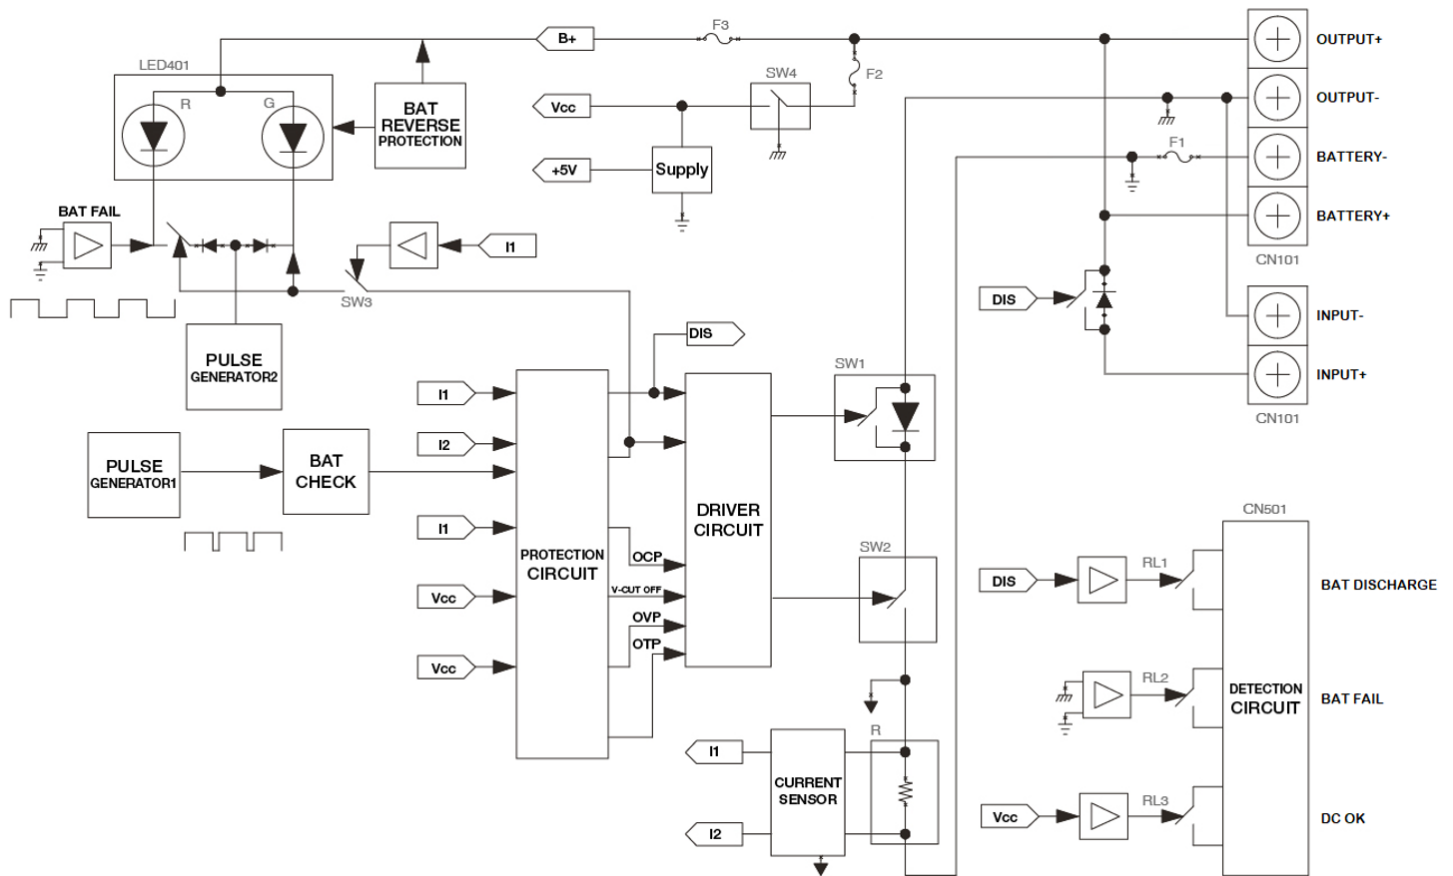 F3
B+
OUTPUT+
LED401
SW4
F2
R
G
BAT
REVERSE
PROTECTION
Vcc
OUTPUT-
F1
BATTERY-
+5V
Supply
BAT FAIL
BATTERY+
I1
CN101
SW3
DIS
INPUT-
DIS
PULSE
GENERATOR2
SW1
INPUT+
I1
CN101
I2
PULSE
GENERATOR1
BAT
CHECK
DRIVER
CIRCUIT
CN501
I1
PROTECTION
CIRCUIT
OCP
SW2
RL1
DIS
BAT DISCHARGE
V-CUT OFF
Vcc
OVP
OTP
Vcc
RL2
DETECTION
CIRCUIT
BAT FAIL
R
I1
CURRENT
SENSOR
RL3
Vcc
DC OK
I2